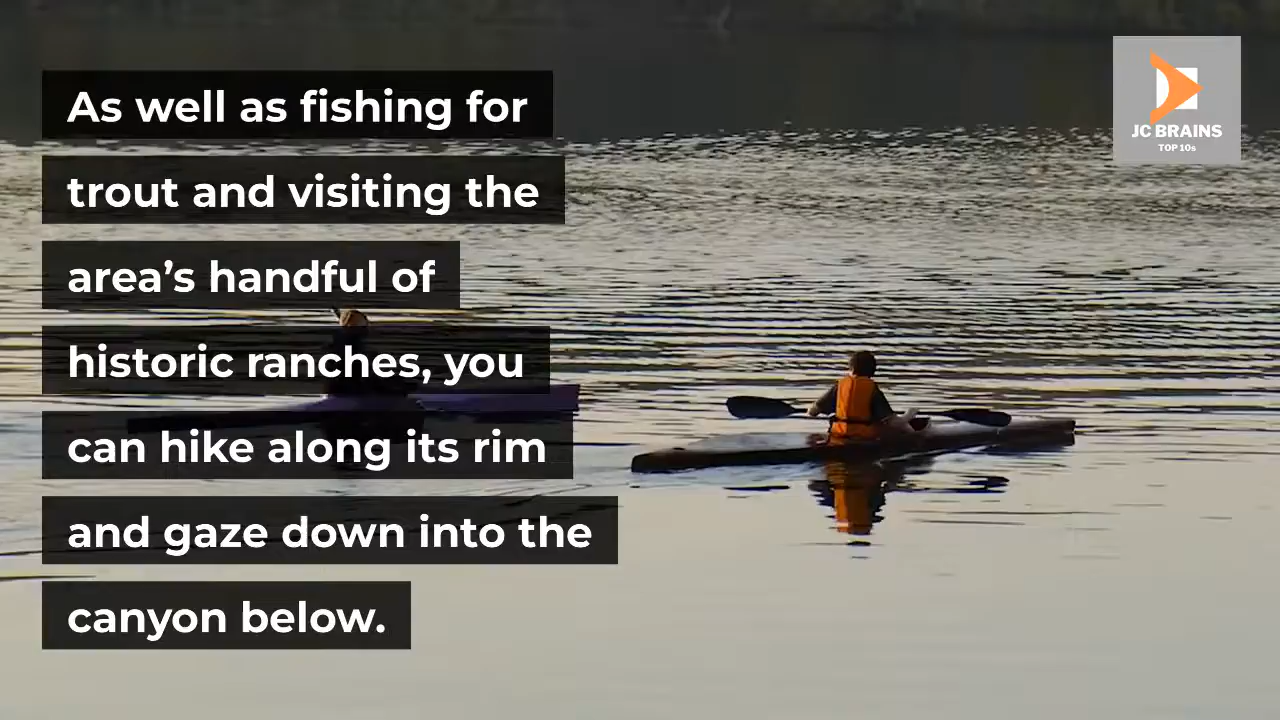 As well as fishing for
trout and visiting the
area’s handful of
historic ranches, you
can hike along its rim
and gaze down into the
canyon below.
JC BRAINS
TOP 10s